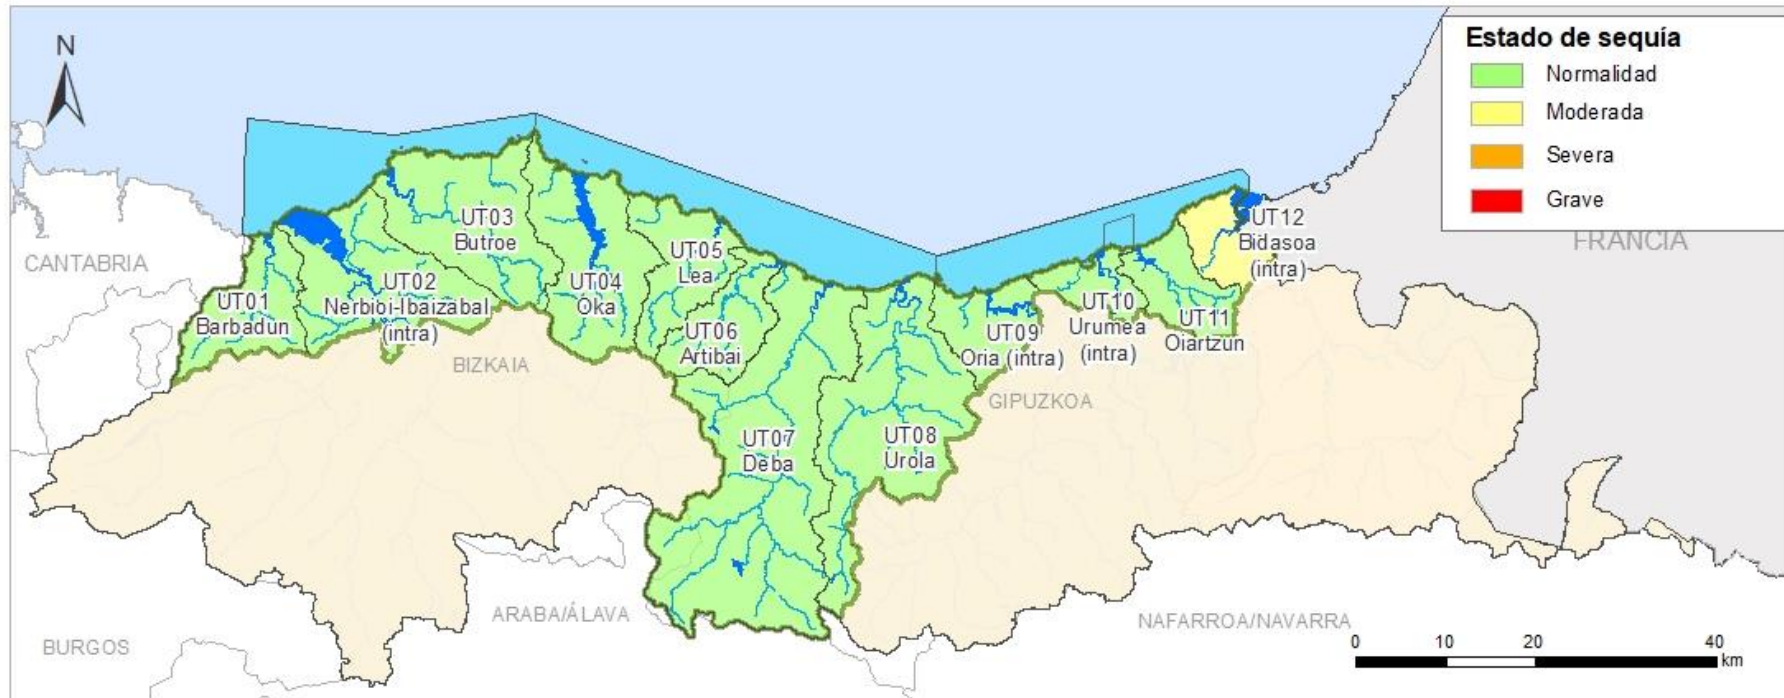 N
Estado de sequía
Normalidad
Moderada
Severa
Grave
UT12
Bidasoa
(intra)
FRANCIA
UT03
Butroe
UT05
Lea
CANTABRIA
UT02
Nerbioi-Ibaizabal
(intra)
UT04
Oka
UT01
Barbadun
UT10
Urumea
(intra)
UT11
Oiartzun
UT06
Artibai
UT09
Oria (intra)
BIZKAIA
GIPUZKOA
UT07
Deba
UT08
Urola
ARABA/ÁLAVA
NAFARROA/NAVARRA
BURGOS
0 10 20 40
km